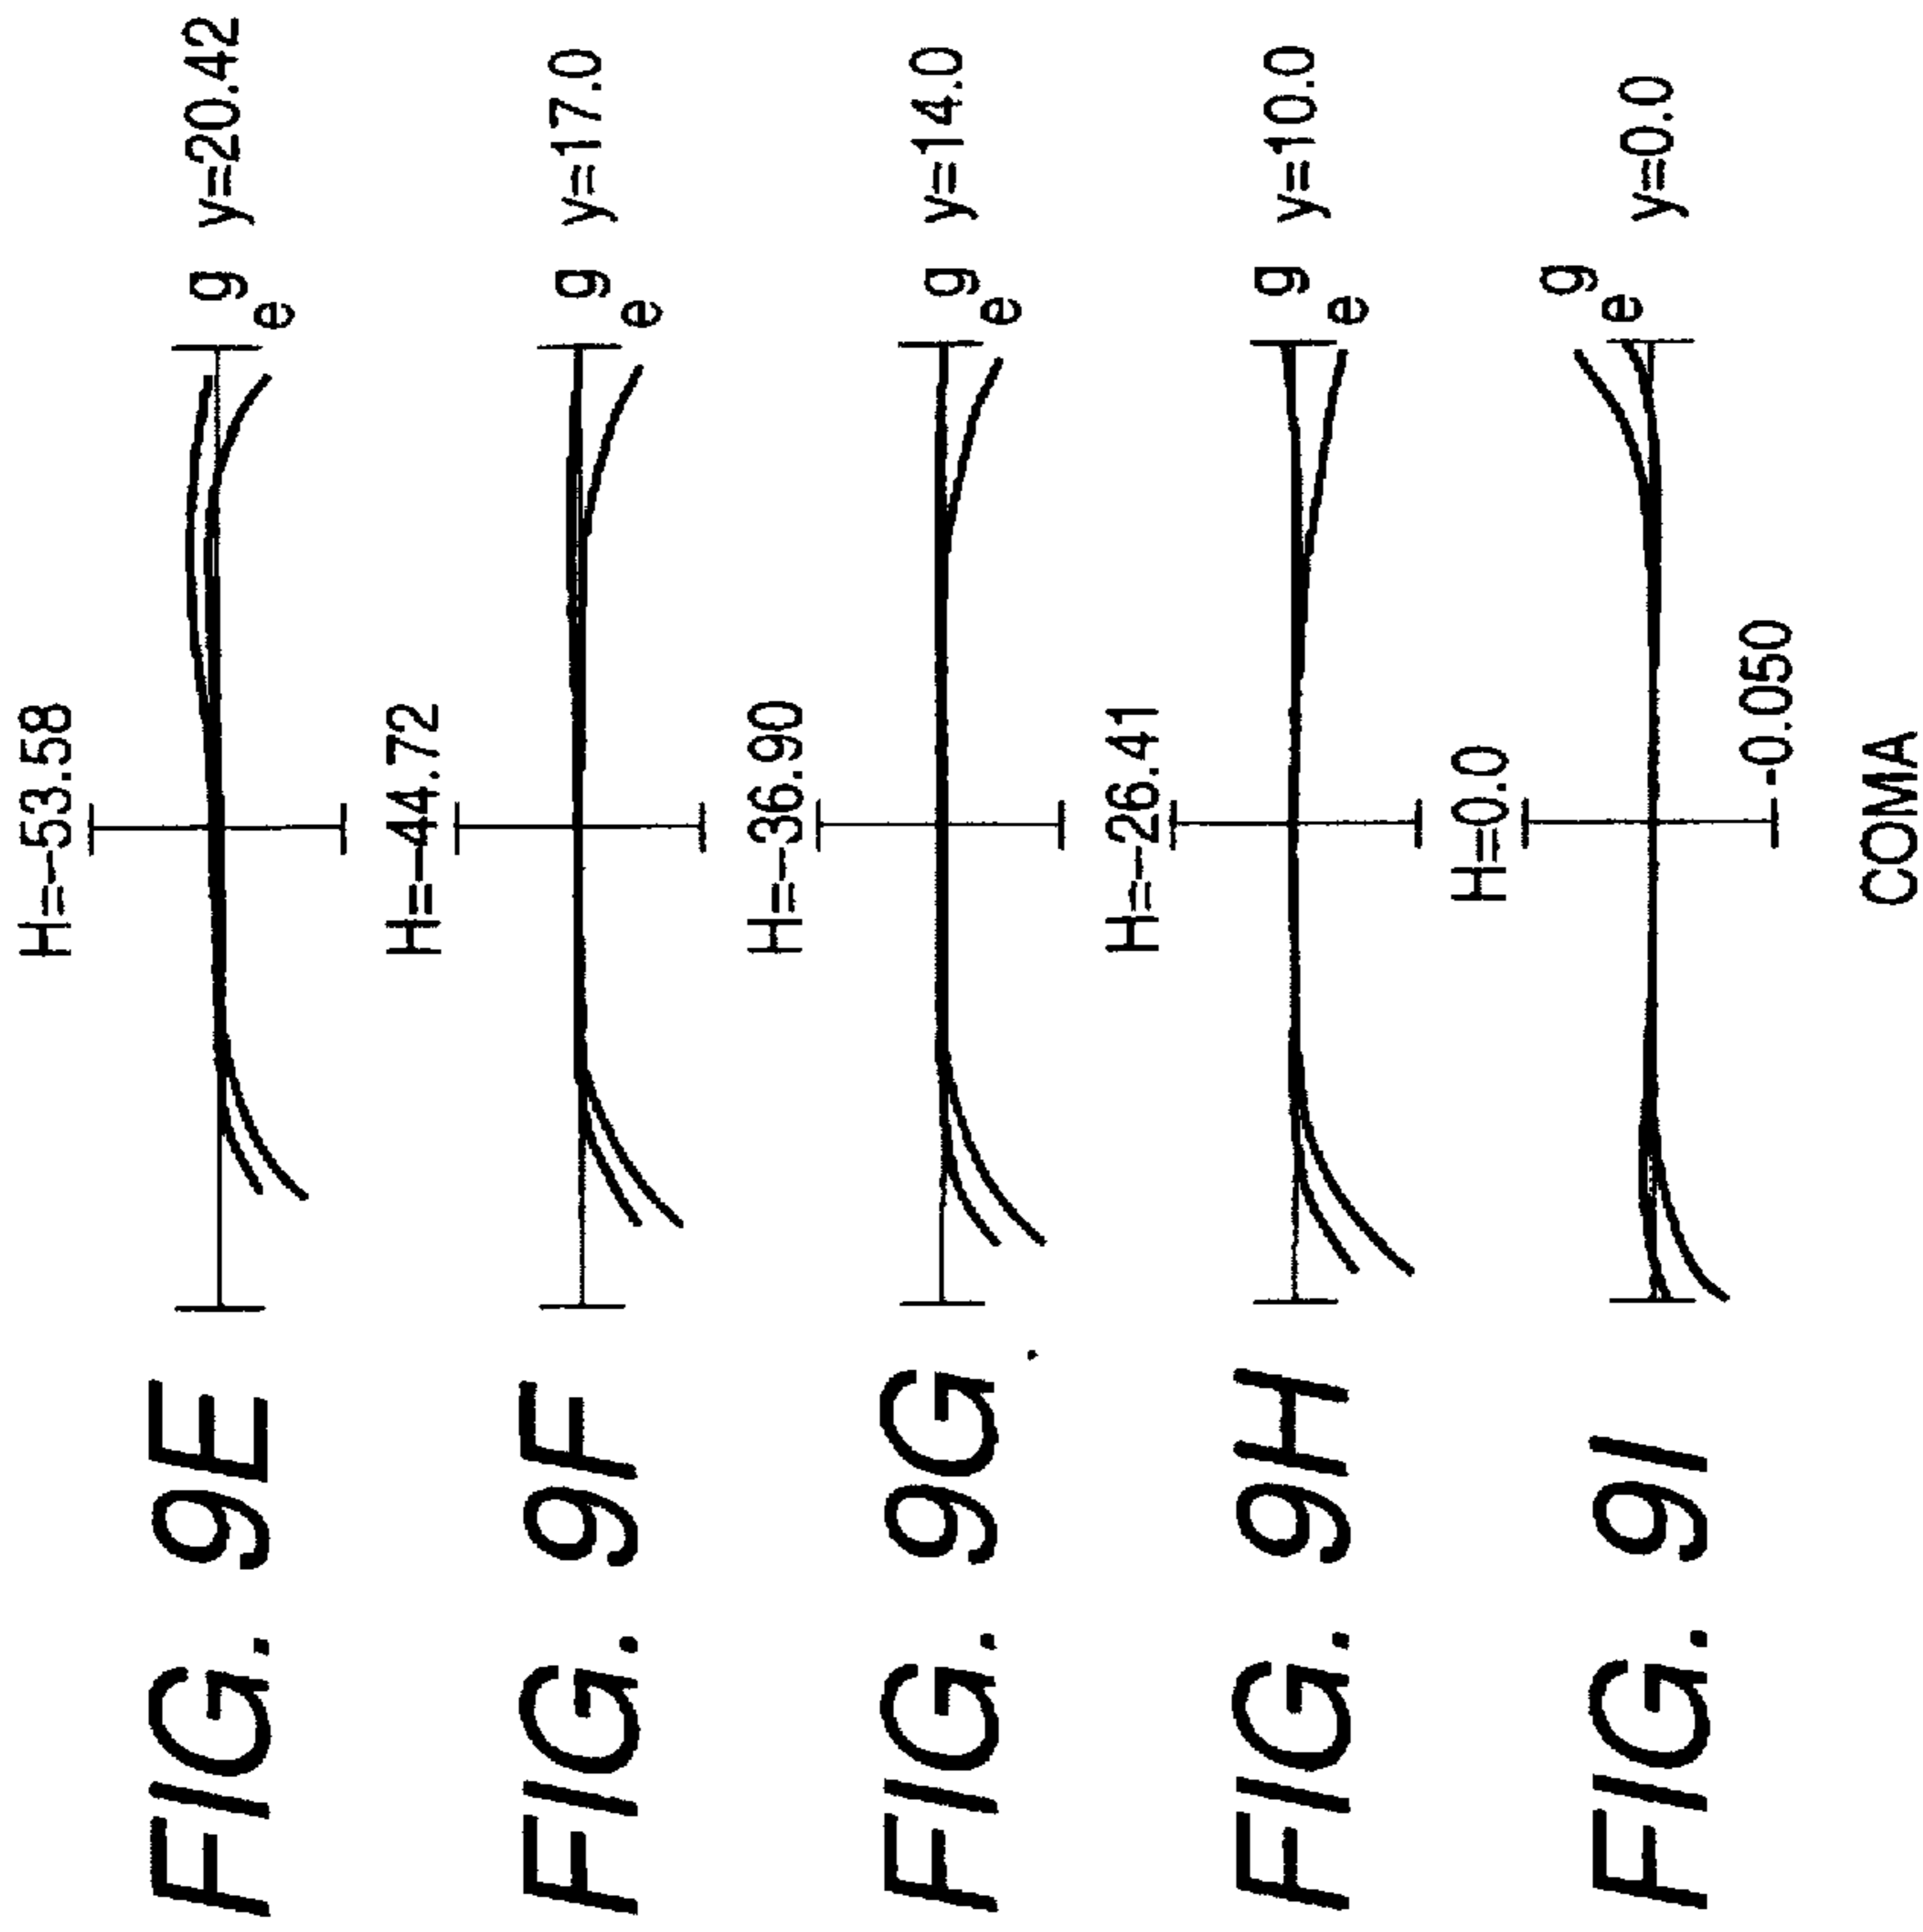 H=-53.58
FIG. 9E
g
e
y=20.42
H=-44.72
FIG. 9F
g
e
y=17.0
H=-36.90
FIG. 9G
g
e
y=14.0
H=-26.41
FIG. 9H
g
e
y=10.0
H=0.0
FIG. 9I
g
e
y=0.0
-0.050
COMA